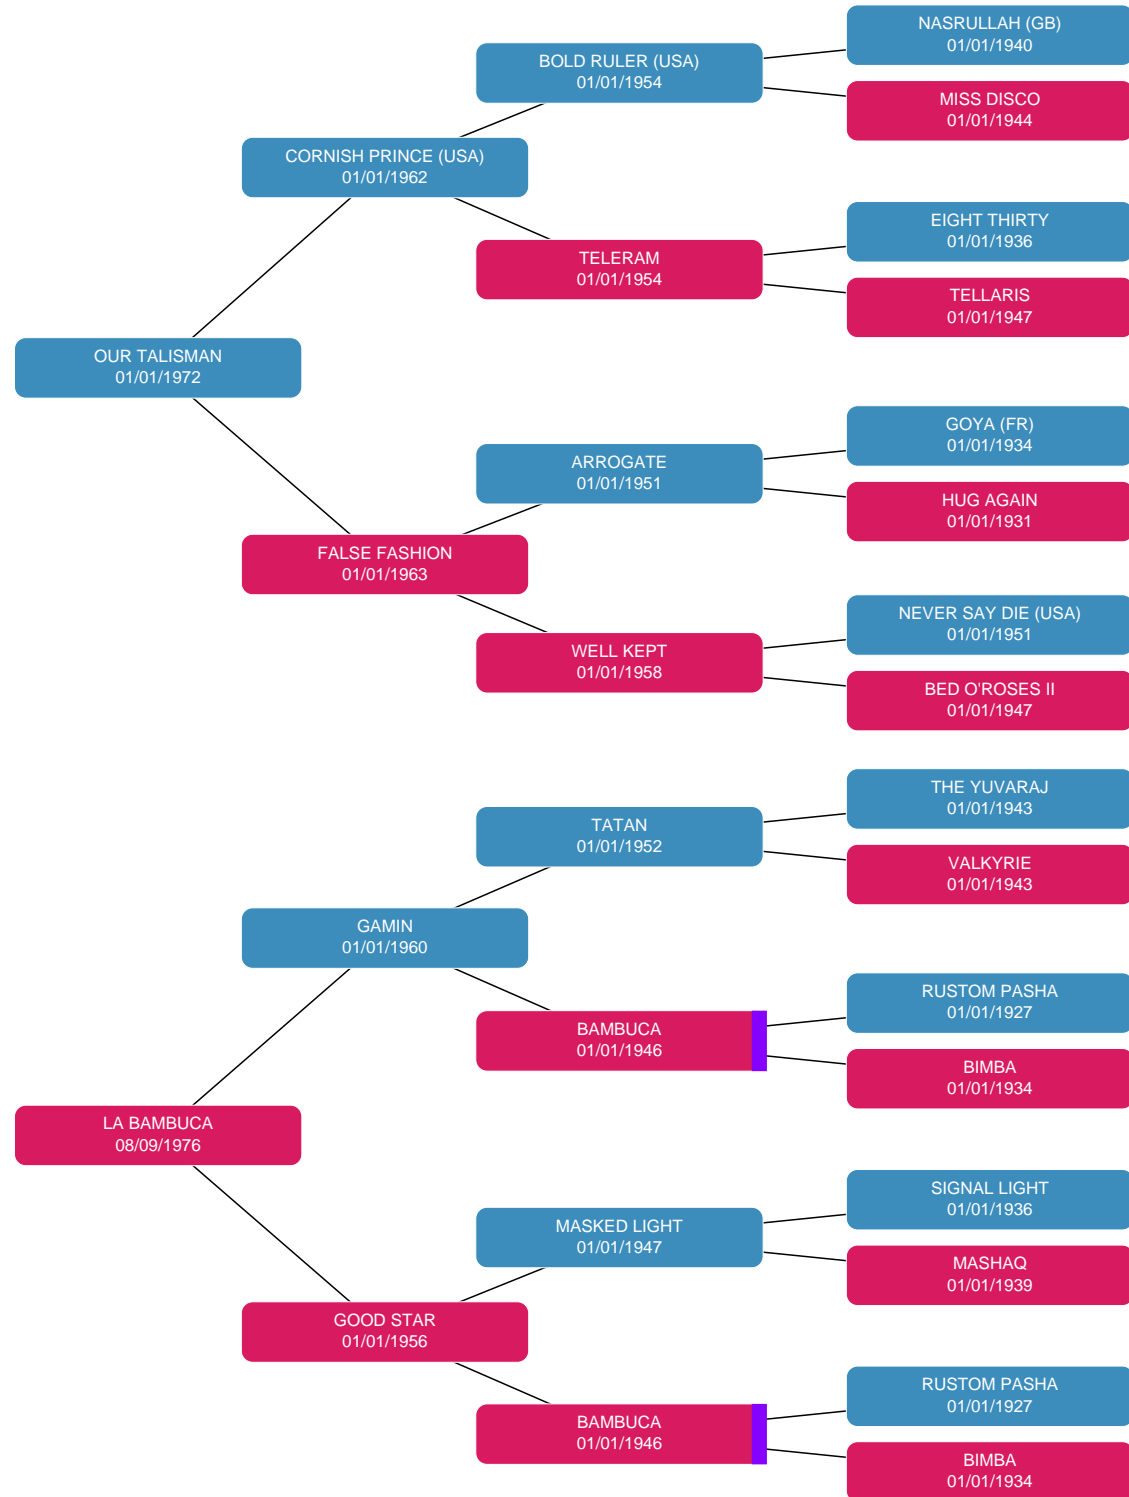 NASRULLAH (GB)
01/01/1940
BOLD RULER (USA)
01/01/1954
MISS DISCO
01/01/1944
CORNISH PRINCE (USA)
01/01/1962
EIGHT THIRTY
01/01/1936
TELERAM
01/01/1954
TELLARIS
01/01/1947
OUR TALISMAN
01/01/1972
GOYA (FR)
01/01/1934
ARROGATE
01/01/1951
HUG AGAIN
01/01/1931
FALSE FASHION
01/01/1963
NEVER SAY DIE (USA)
01/01/1951
WELL KEPT
01/01/1958
BED O'ROSES II
01/01/1947
THE YUVARAJ
01/01/1943
TATAN
01/01/1952
VALKYRIE
01/01/1943
GAMIN
01/01/1960
RUSTOM PASHA
01/01/1927
BAMBUCA
01/01/1946
BIMBA
01/01/1934
LA BAMBUCA
08/09/1976
SIGNAL LIGHT
01/01/1936
MASKED LIGHT
01/01/1947
MASHAQ
01/01/1939
GOOD STAR
01/01/1956
RUSTOM PASHA
01/01/1927
BAMBUCA
01/01/1946
BIMBA
01/01/1934